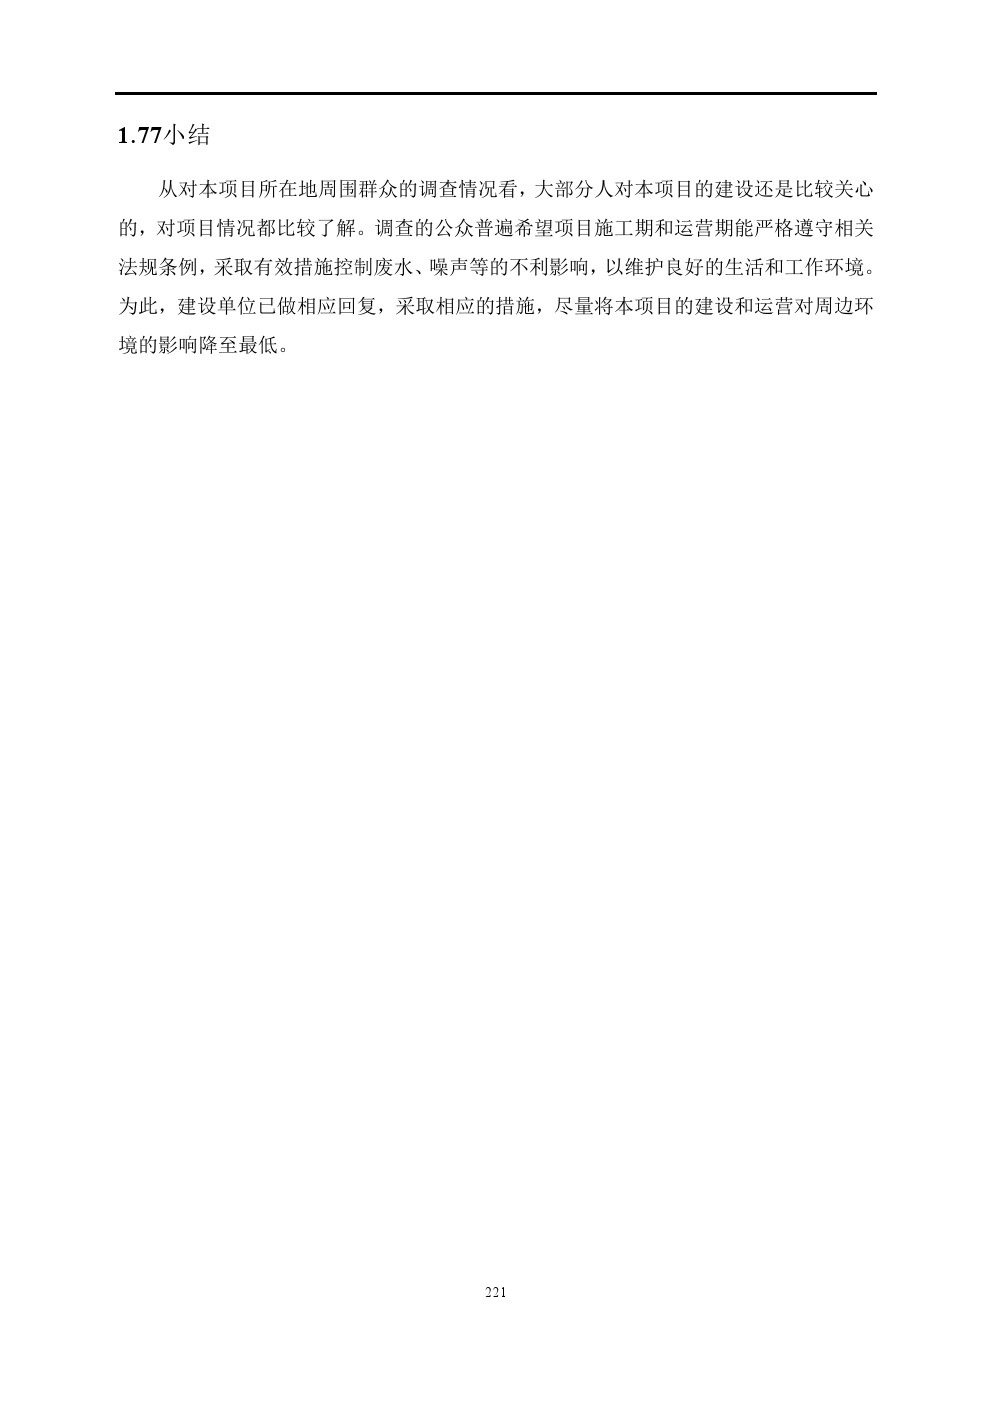 1.77小结
从对本项目所在地周围群众的调查情况看，大部分人对本项目的建设还是比较关心
的，对项目情况都比较了解。调查的公众普遍希望项目施工期和运营期能严格遵守相关
法规条例，采取有效措施控制废水、噪声等的不利影响，以维护良好的生活和工作环境。
为此，建设单位已做相应回复，采取相应的措施，尽量将本项目的建设和运营对周边环
境的影响降至最低。
221